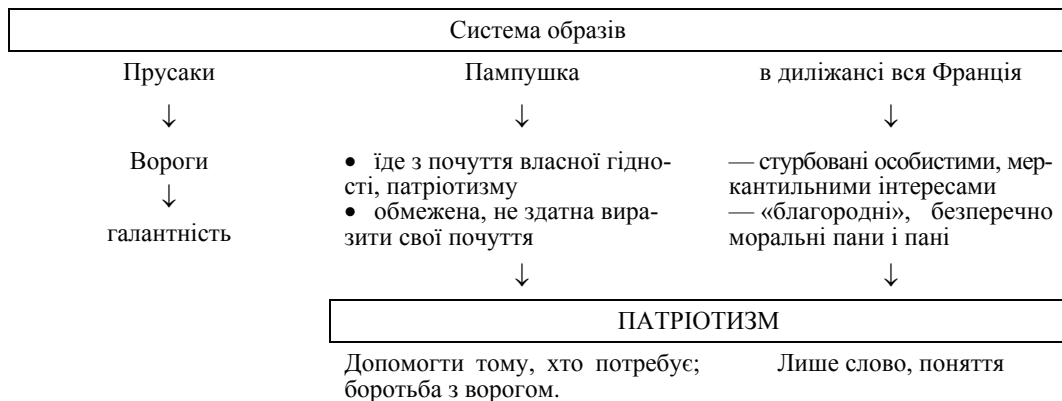 Система образів
Прусаки Пампушка в диліжансі вся Франція
↓ ↓ ↓
Вороги
↓
галантність
• їде з почуття власної гідно-
сті, патріотизму
• обмежена, не здатна вира-
зити свої почуття
— стурбовані особистими, мер-
кантильними інтересами
— «благородні», безперечно
моральні пани і пані
↓ ↓
ПАТРІОТИЗМ
Допомогти тому, хто потребує;
боротьба з ворогом.
Лише слово, поняття